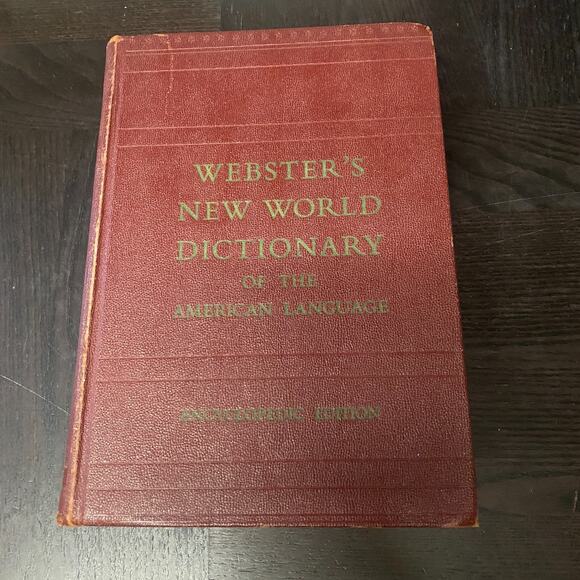 WEBSTER'S
NEW WORLD
DICTIONARY
OF THE
AMERICAN LANGUAGE
ENCYCLOPEDIC EDITION